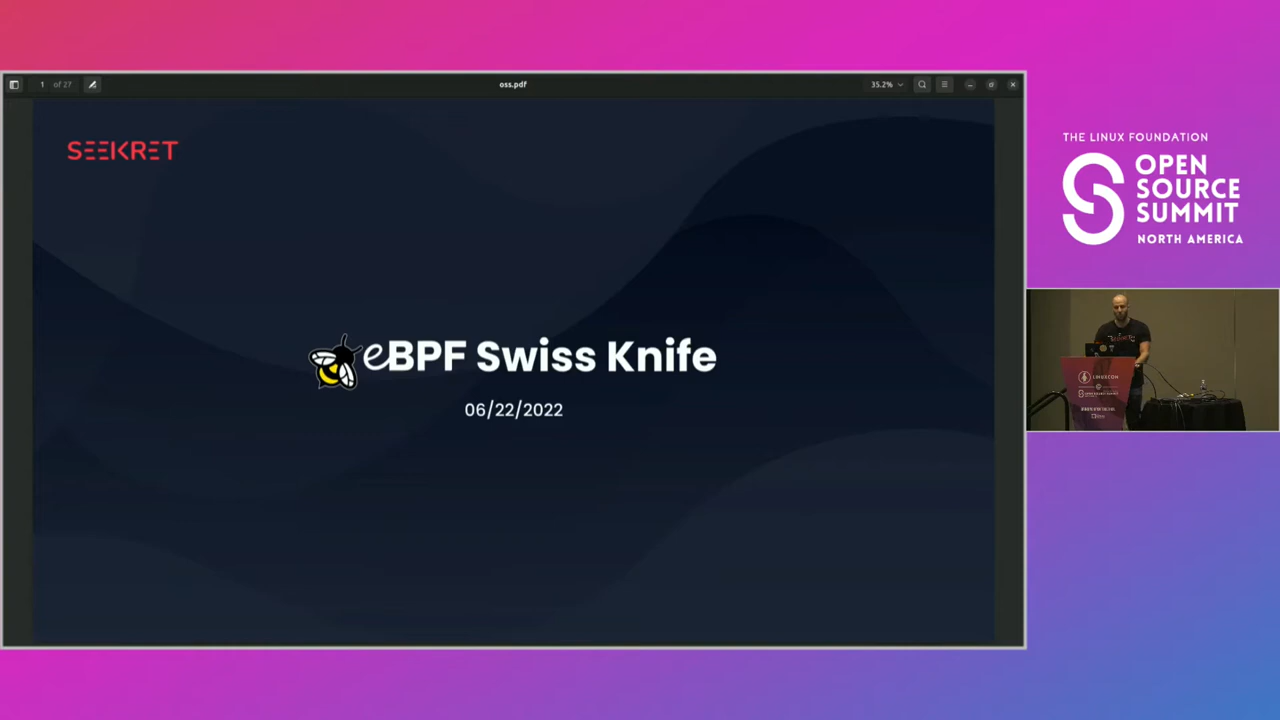 1 of 27
oss.pdf
35.2%
SEEKRET
eBPF Swiss Knife
06/22/2022
THE LINUX FOUNDATION
OPEN
SOURCE
SUMMIT
NORTH AMERICA
LINUXCON